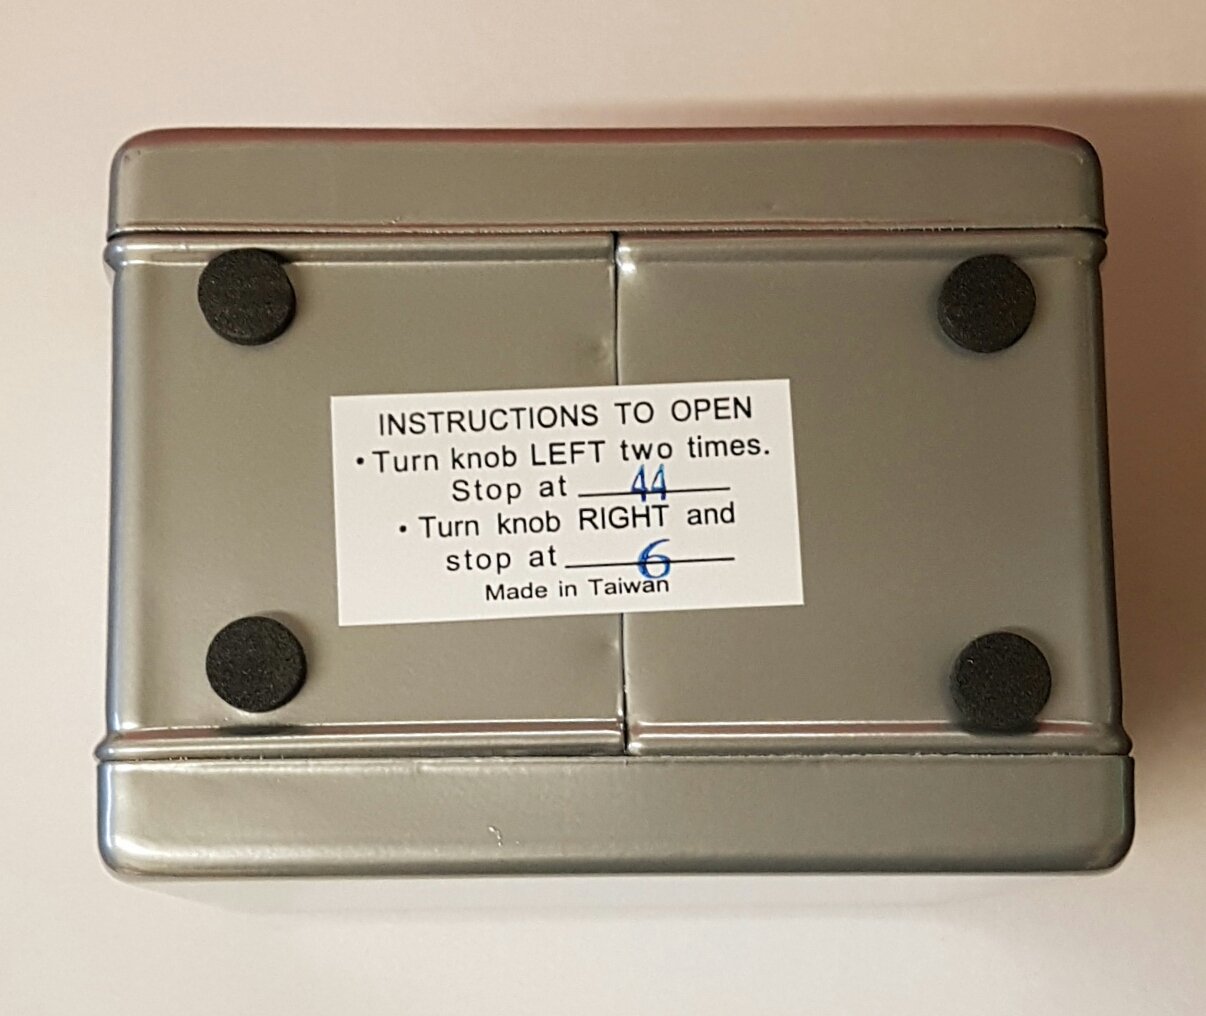 INSTRUCTIONS TO OPEN
• Turn knob LEFT two times.
Stop at 44
• Turn knob RIGHT and
stop at 6
Made in Taiwan